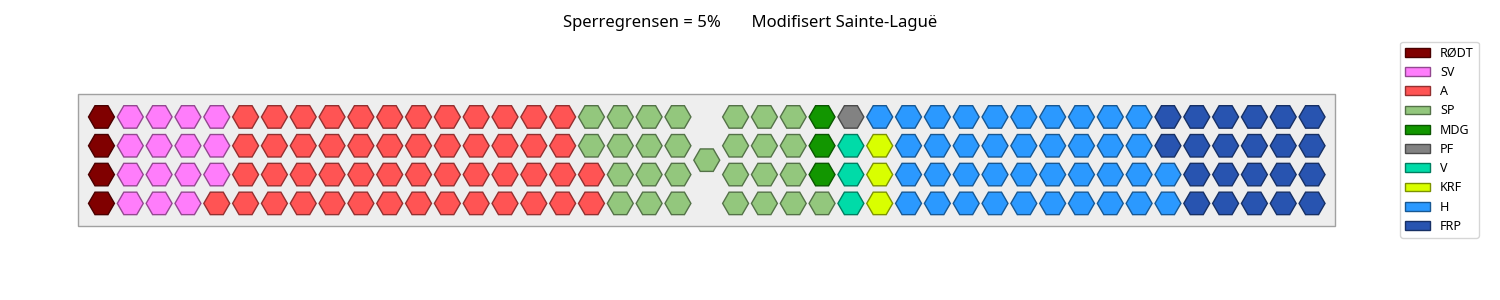 Sperregrensen = 5%  Modifisert Sainte-Laguë
RØDT
SV
A
SP
MDG
PF
V
KRF
H
FRP